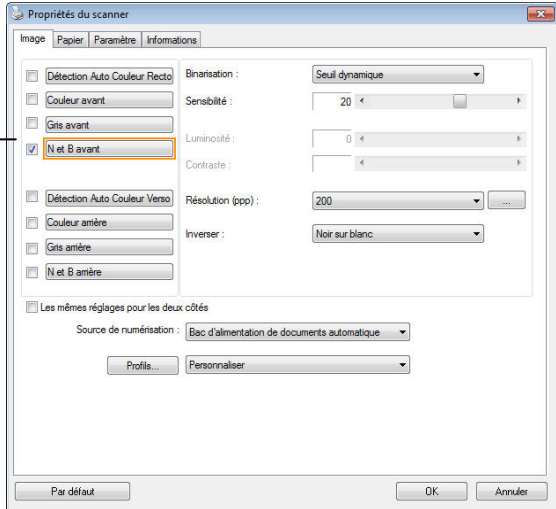 Propriétés du scanner
Image Papier Paramètre Informations
Détection Auto Couleur Recto
Couleur avant
Gris avant
N et B avant
Détection Auto Couleur Verso
Couleur arrière
Gris arrière
N et B arrière
Binarisation : Seuil dynamique
Sensibilité : 20
Luminosité : 0
Contraste :
Résolution (ppp) : 200 ...
Inverser : Noir sur blanc
Les mêmes réglages pour les deux côtés
Source de numérisation : Bac d'alimentation de documents automatique
Profils... Personnaliser
Par défaut OK Annuler